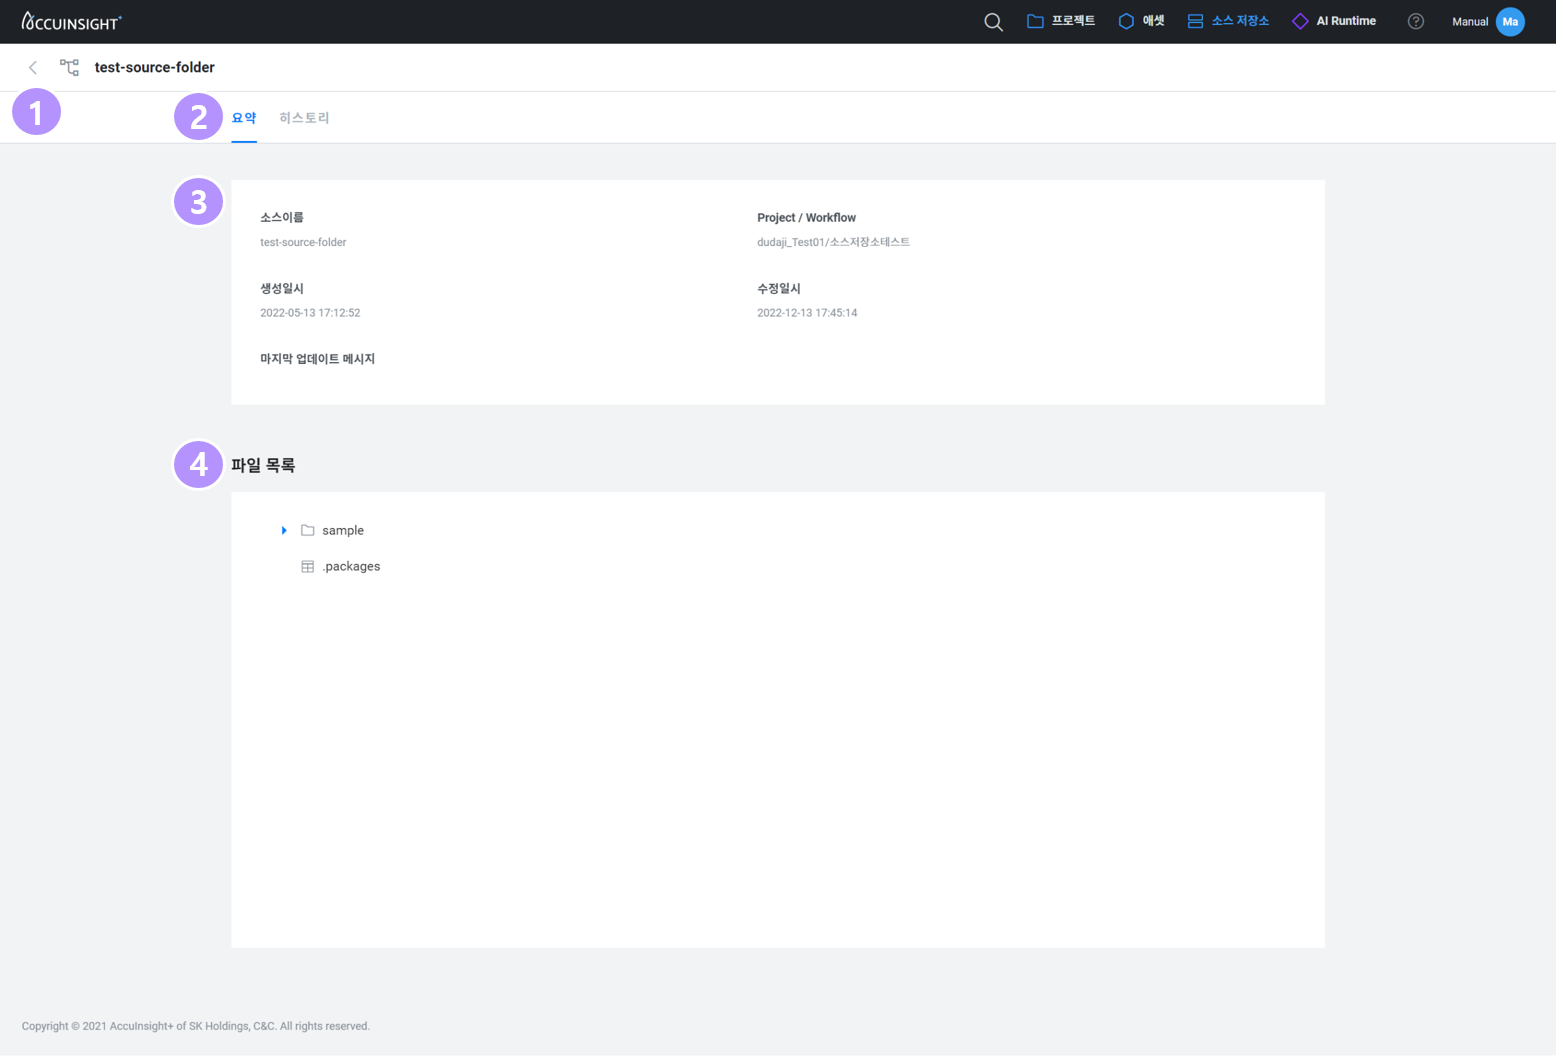 ACCUINSIGHT+
프로젝트
애셋
소스 저장소
AI Runtime
?
Manual
Ma
test-source-folder
1
2
요약
히스토리
3
소스이름
Project / Workflow
test-source-folder
dudaji_Test01/소스저장소테스트
생성일시
수정일시
2022-05-13 17:12:52
2022-12-13 17:45:14
마지막 업데이트 메시지
4
파일 목록
sample
.packages
Copyright © 2021 AccuInsight+ of SK Holdings, C&C. All rights reserved.